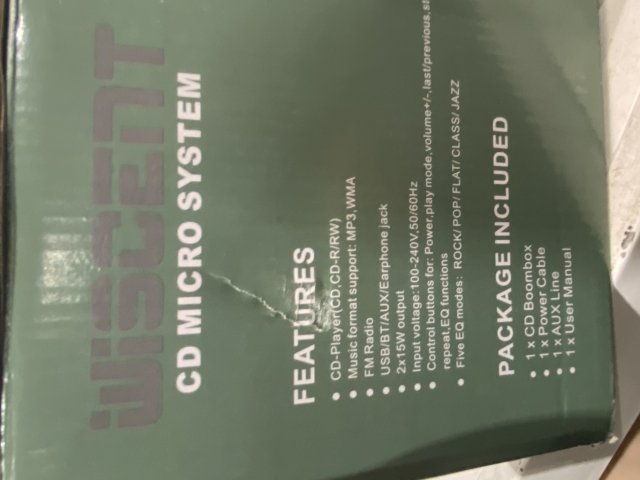 WISCENT
CD MICRO SYSTEM
FEATURES
● CD-Player(CD,CD-R/RW)
● Music format support: MP3,WMA
● FM Radio
● USB/BT/AUX/Earphone jack
● 2x15W output
● Input voltage:100-240V,50/60Hz
● Control buttons for: Power,play mode,volume+/-,last/previous,
repeat,EQ functions
● Five EQ modes: ROCK/ POP/ FLAT/ CLASS/ JAZZ
PACKAGE INCLUDED
● 1 x CD Boombox
● 1 x Power Cable
● 1 x AUX Line
● 1 x User Manual